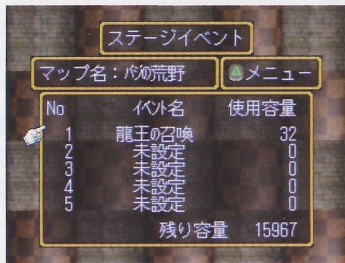 ステージイベント
マップ名：バジの荒野 メニュー
No イベント名 使用容量
1 龍王の召喚 32
2 未設定 0
3 未設定 0
4 未設定 0
5 未設定 0
残り容量 15967